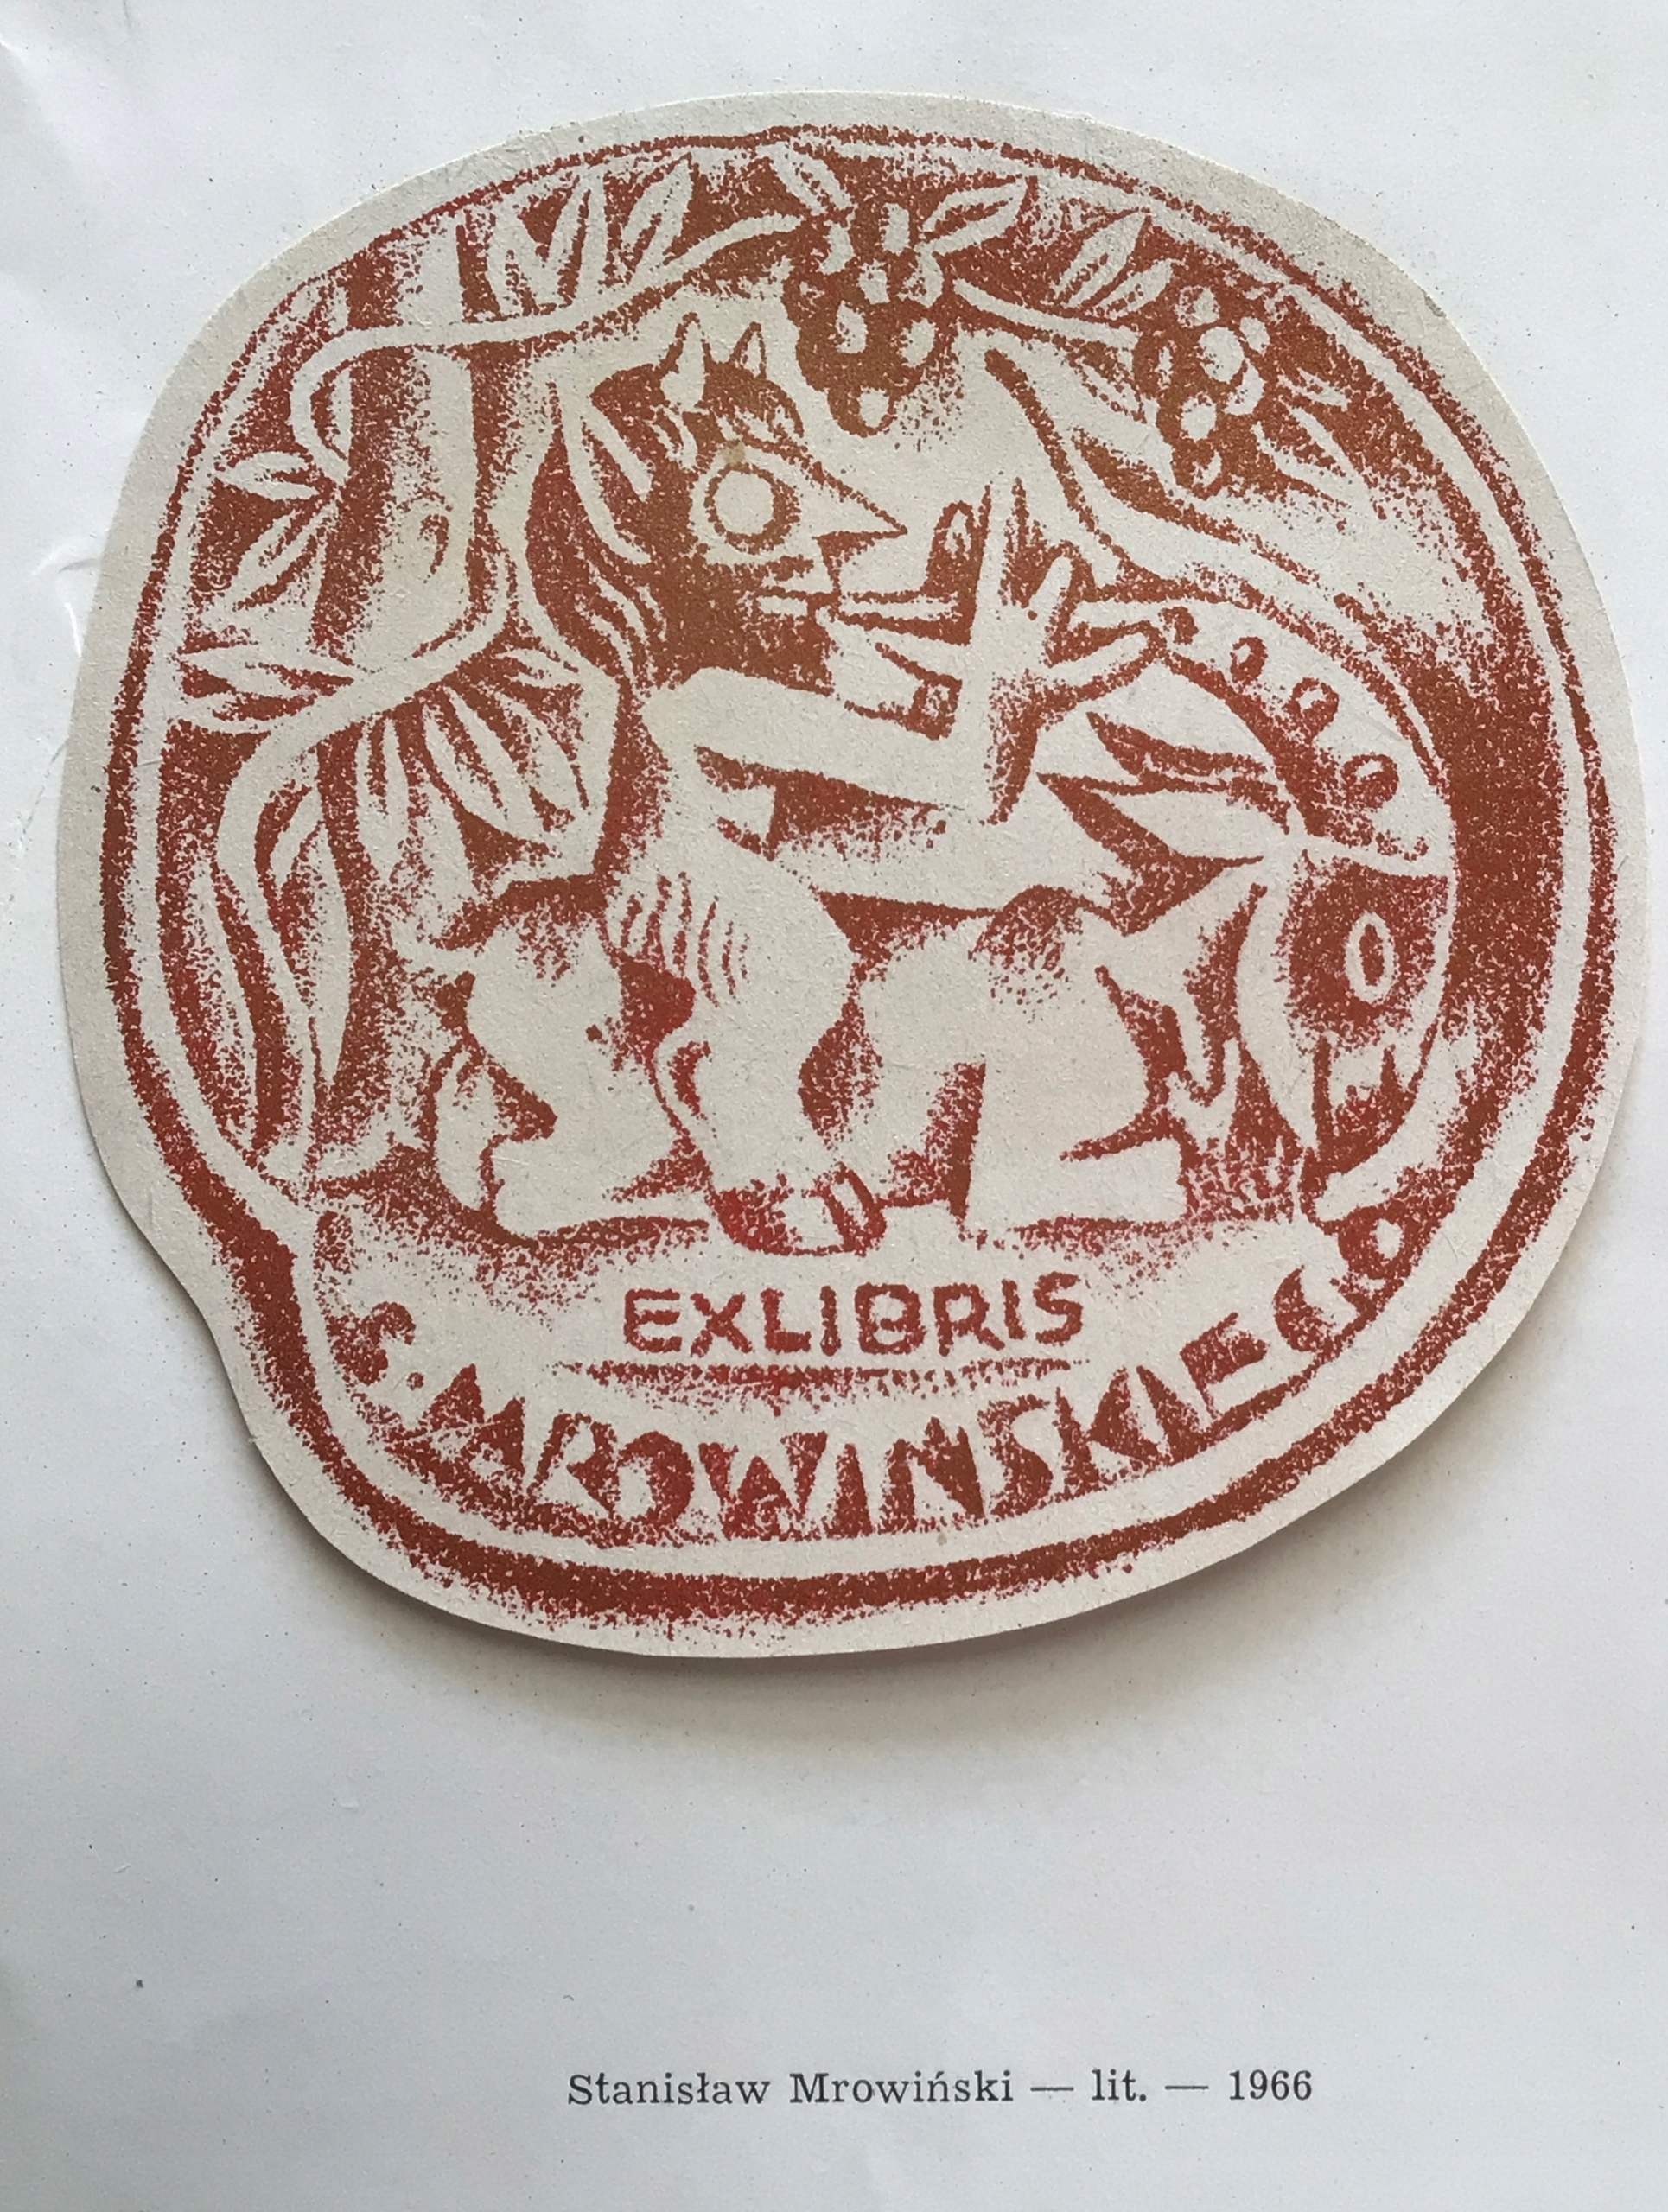 EXLIBRIS
S. MROWIŃSKIEGO
Stanisław Mrowiński — lit. — 1966